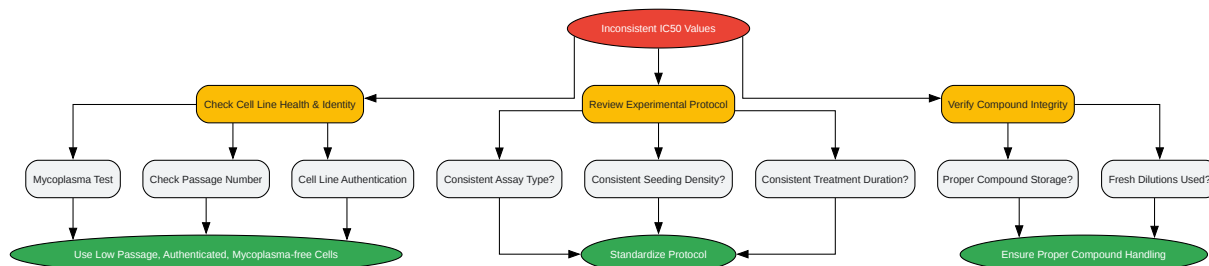 Inconsistent IC50 Values
Check Cell Line Health & Identity
Review Experimental Protocol
Verify Compound Integrity
Mycoplasma Test
Check Passage Number
Cell Line Authentication
Consistent Assay Type?
Consistent Seeding Density?
Consistent Treatment Duration?
Proper Compound Storage?
Fresh Dilutions Used?
Use Low Passage, Authenticated, Mycoplasma-free Cells
Standardize Protocol
Ensure Proper Compound Handling